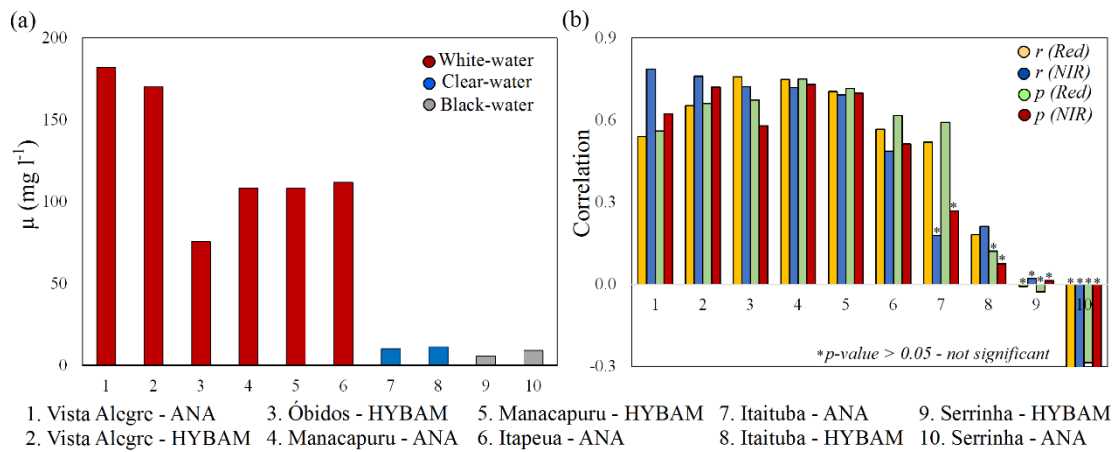 (a)
(b)
200
150
100
50
0
μ (mg l⁻¹)
White-water
Clear-water
Black-water
1 2 3 4 5 6 7 8 9 10
0.9
0.6
0.3
0.0
-0.3
Correlation
r (Red)
r (NIR)
p (Red)
p (NIR)
* * * * * * * * * * *
1 2 3 4 5 6 7 8 9 10
*p-value > 0.05 - not significant
1. Vista Alegre - ANA 3. Óbidos - HYBAM 5. Manacapuru - HYBAM 7. Itaituba - ANA 9. Serrinha - HYBAM
2. Vista Alegre - HYBAM 4. Manacapuru - ANA 6. Itapeua - ANA 8. Itaituba - HYBAM 10. Serrinha - ANA